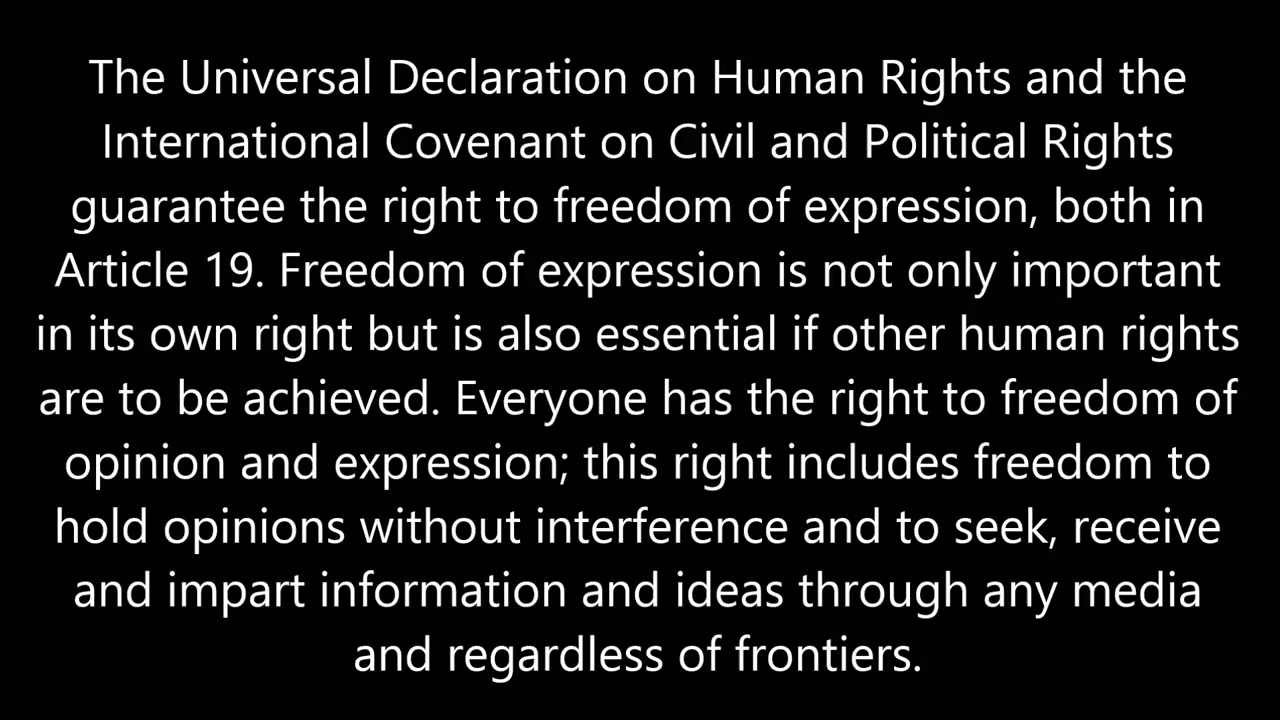 The Universal Declaration on Human Rights and the
International Covenant on Civil and Political Rights
guarantee the right to freedom of expression, both in
Article 19. Freedom of expression is not only important
in its own right but is also essential if other human rights
are to be achieved. Everyone has the right to freedom of
opinion and expression; this right includes freedom to
hold opinions without interference and to seek, receive
and impart information and ideas through any media
and regardless of frontiers.